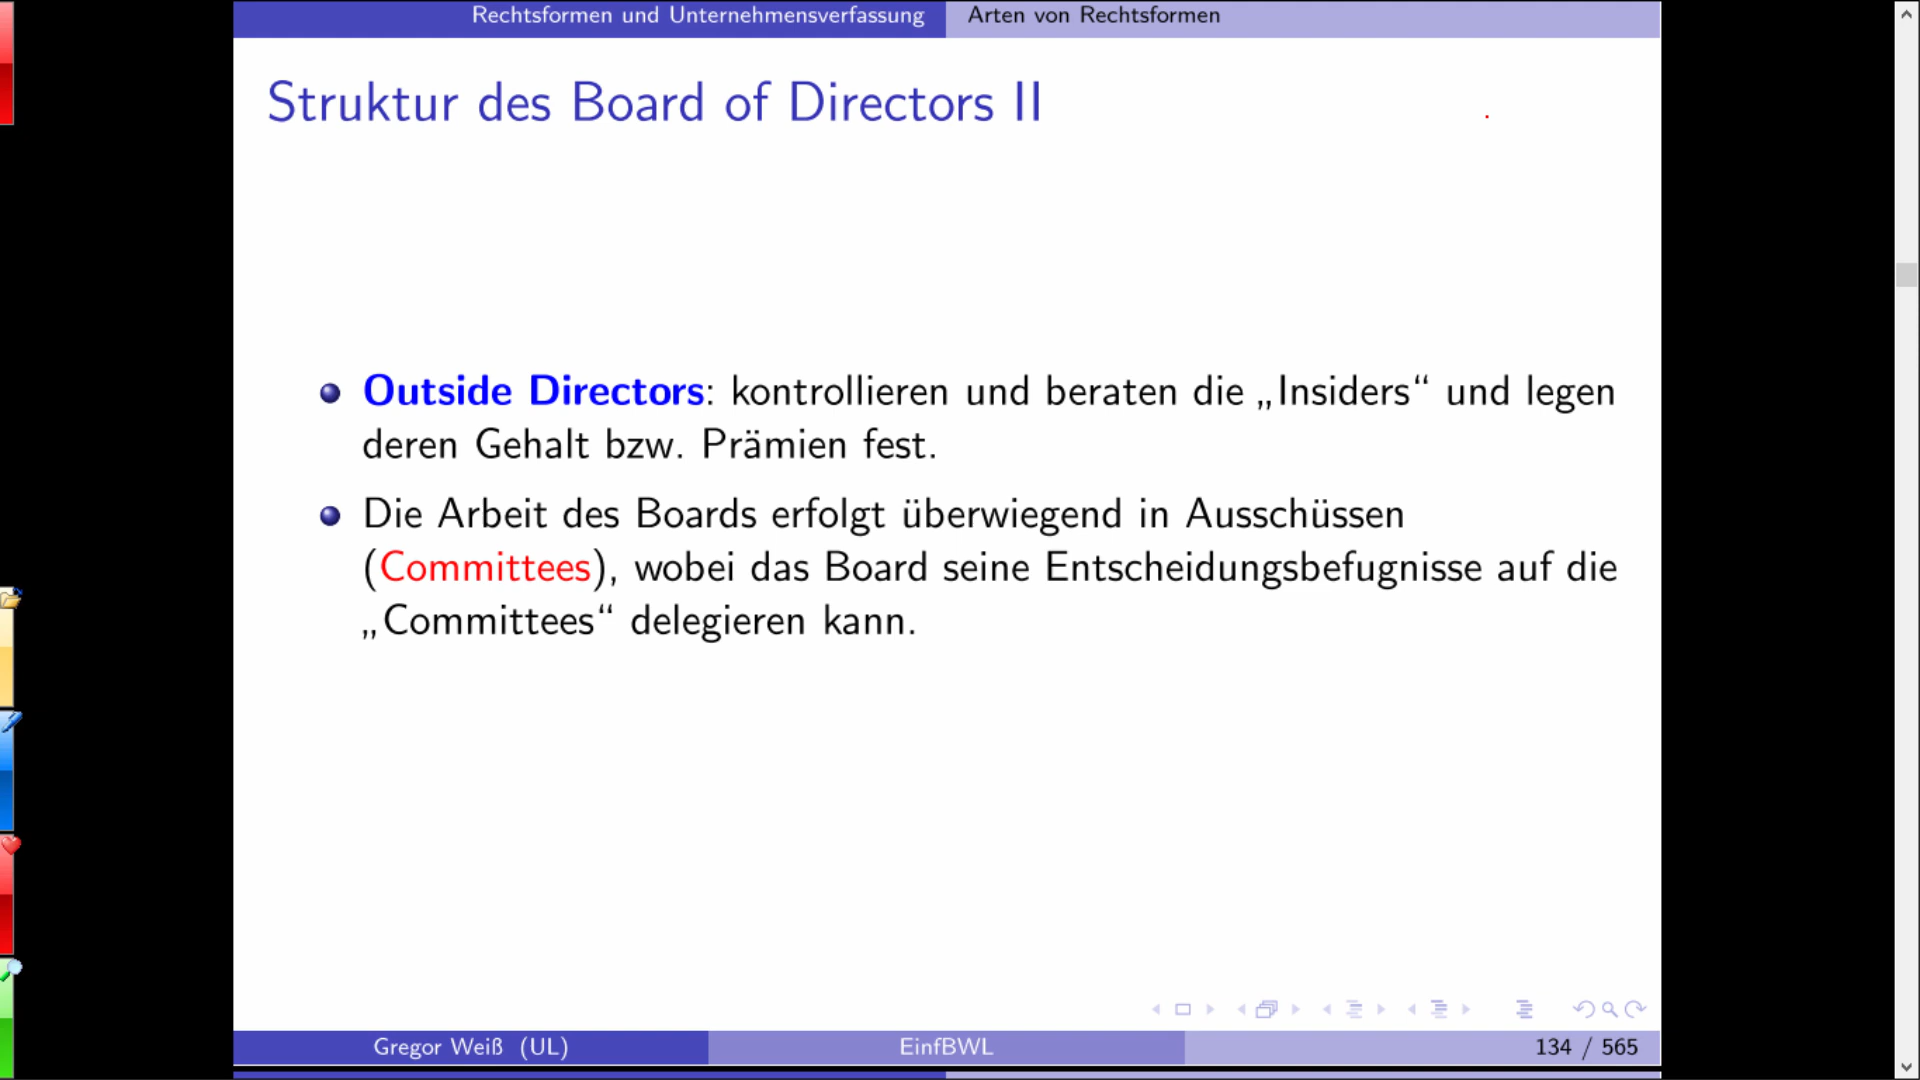 Rechtsformen und Unternehmensverfassung Arten von Rechtsformen
Struktur des Board of Directors II
Outside Directors: kontrollieren und beraten die „Insiders“ und legen
deren Gehalt bzw. Prämien fest.
Die Arbeit des Boards erfolgt überwiegend in Ausschüssen
(Committees), wobei das Board seine Entscheidungsbefugnisse auf die
„Committees“ delegieren kann.
Gregor Weiß (UL) EinfBWL 134 / 565